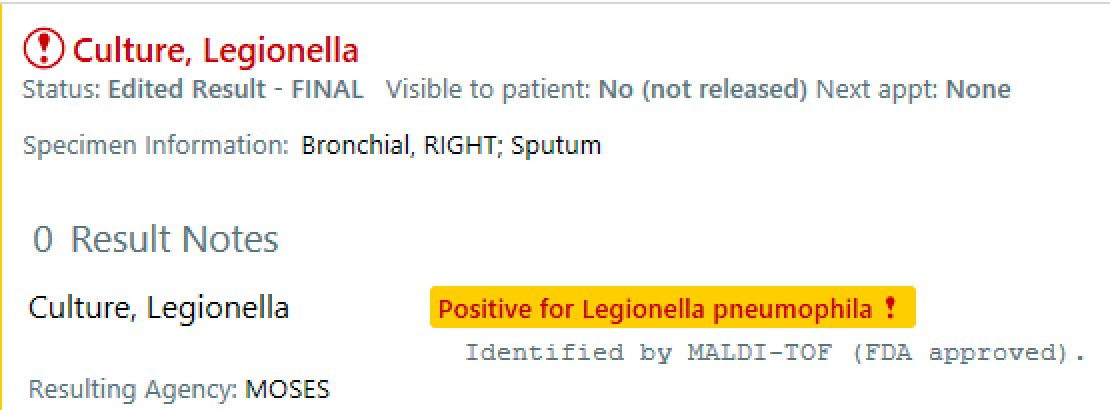 Culture, Legionella
Status: Edited Result - FINAL Visible to patient: No (not released) Next appt: None
Specimen Information: Bronchial, RIGHT; Sputum
0 Result Notes
Culture, Legionella Positive for Legionella pneumophila !
Identified by MALDI-TOF (FDA approved).
Resulting Agency: MOSES